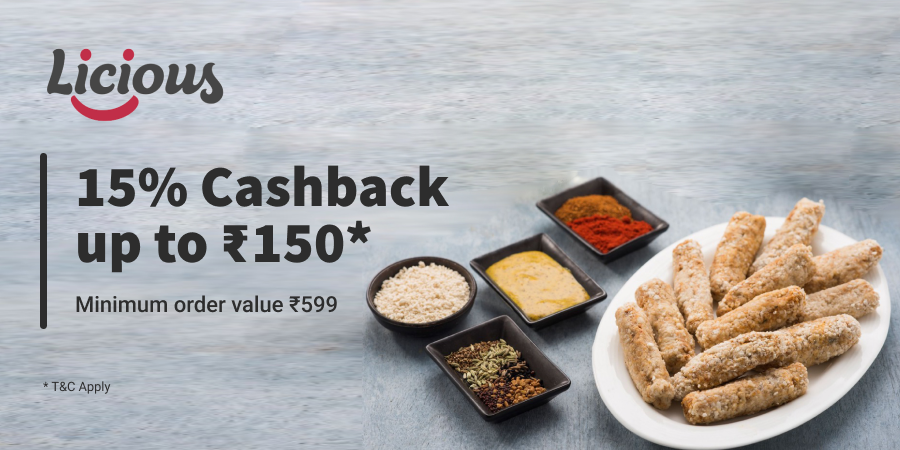 Licious
15% Cashback
up to ₹150*
Minimum order value ₹599
* T&C Apply